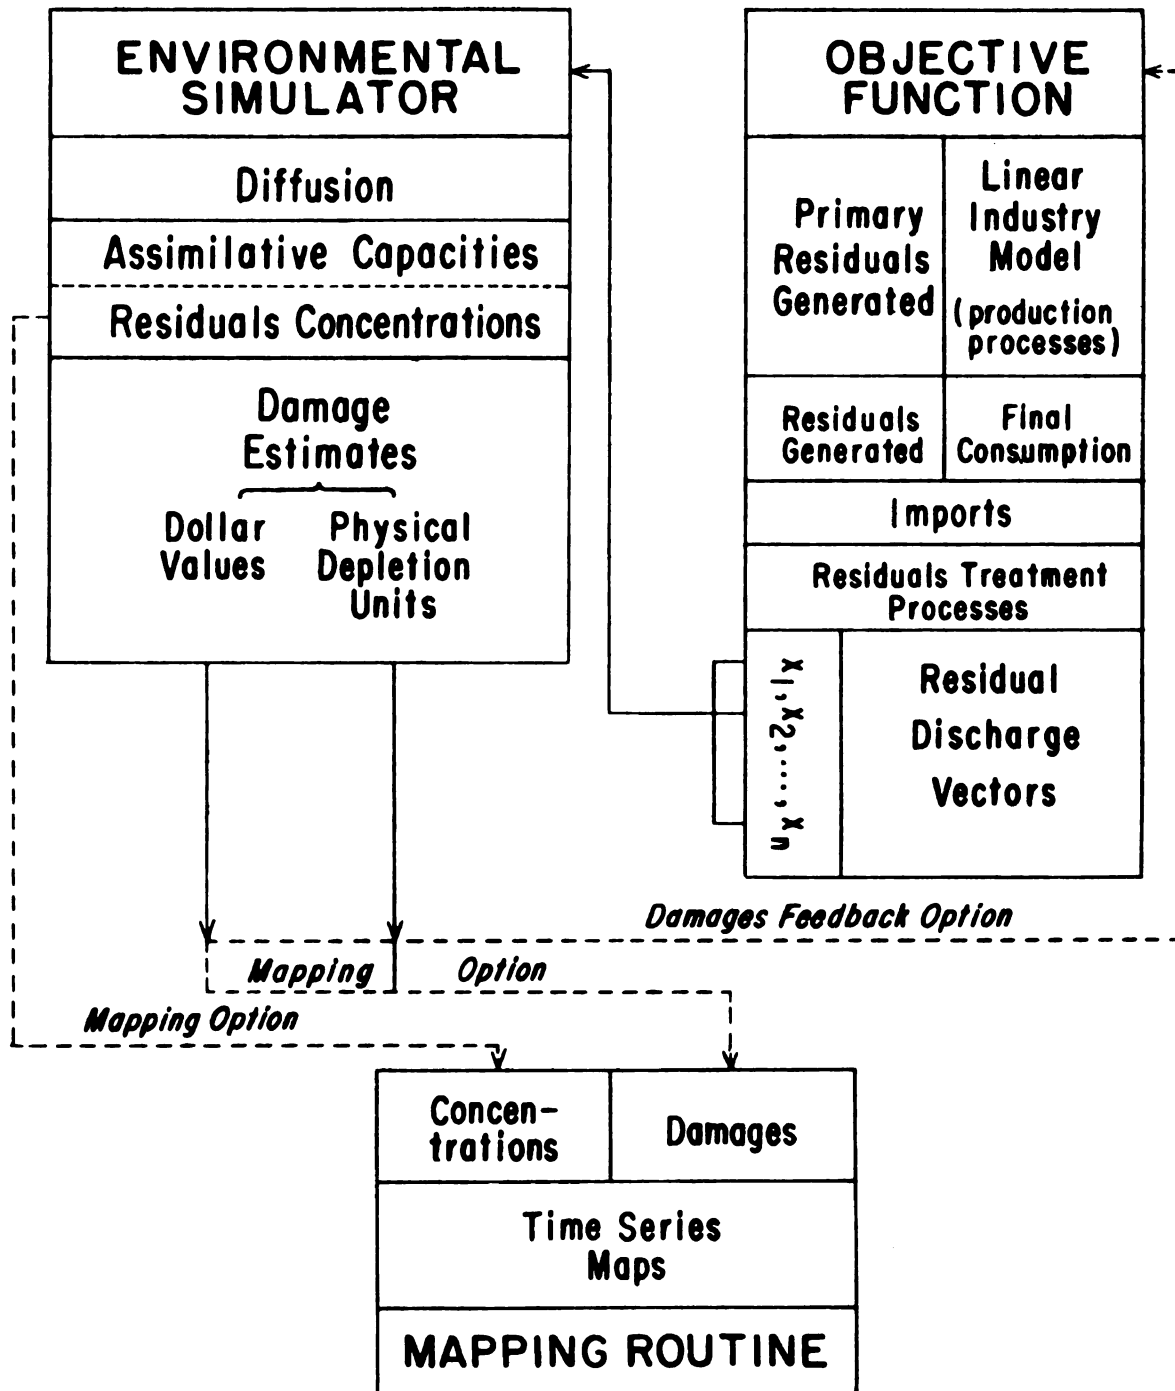 ENVIRONMENTAL
SIMULATOR
Diffusion
Assimilative Capacities
Residuals Concentrations
Damage
Estimates
Dollar
Values
Physical
Depletion
Units
OBJECTIVE
FUNCTION
Primary
Residuals
Generated
Linear
Industry
Model
(production
processes)
Residuals
Generated
Final
Consumption
Imports
Residuals Treatment
Processes
X1, X2, ..., Xn
Residual
Discharge
Vectors
Damages Feedback Option
Mapping Option
Mapping Option
Concen-
trations
Damages
Time Series
Maps
MAPPING ROUTINE